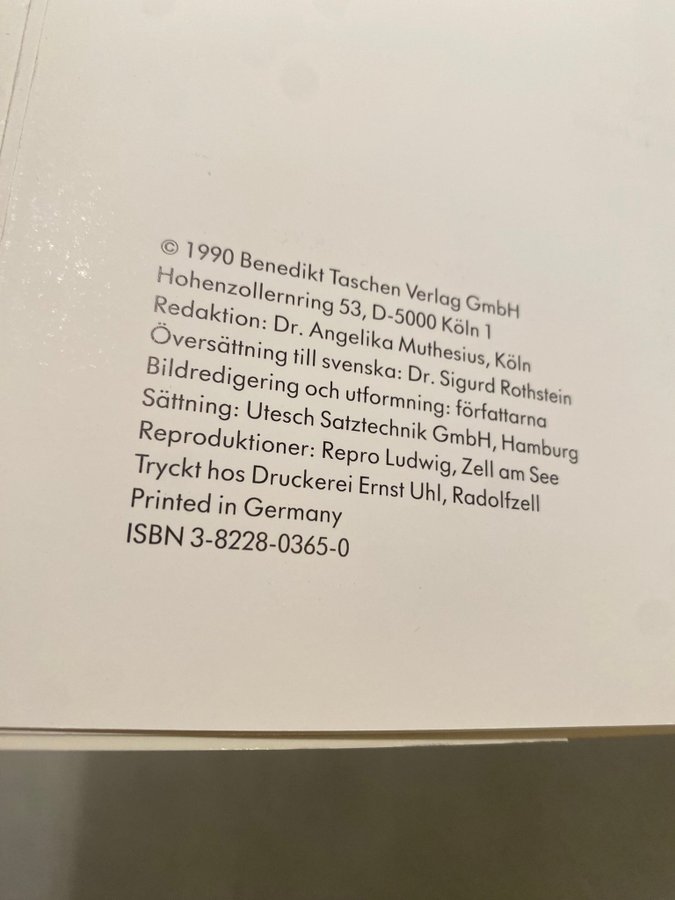 © 1990 Benedikt Taschen Verlag GmbH
Hohenzollernring 53, D-5000 Köln 1
Redaktion: Dr. Angelika Muthesius, Köln
Översättning till svenska: Dr. Sigurd Rothstein
Bildredigering och utformning: författarna
Sättning: Utesch Satztechnik GmbH, Hamburg
Reproduktioner: Repro Ludwig, Zell am See
Tryckt hos Druckerei Ernst Uhl, Radolfzell
Printed in Germany
ISBN 3-8228-0365-0